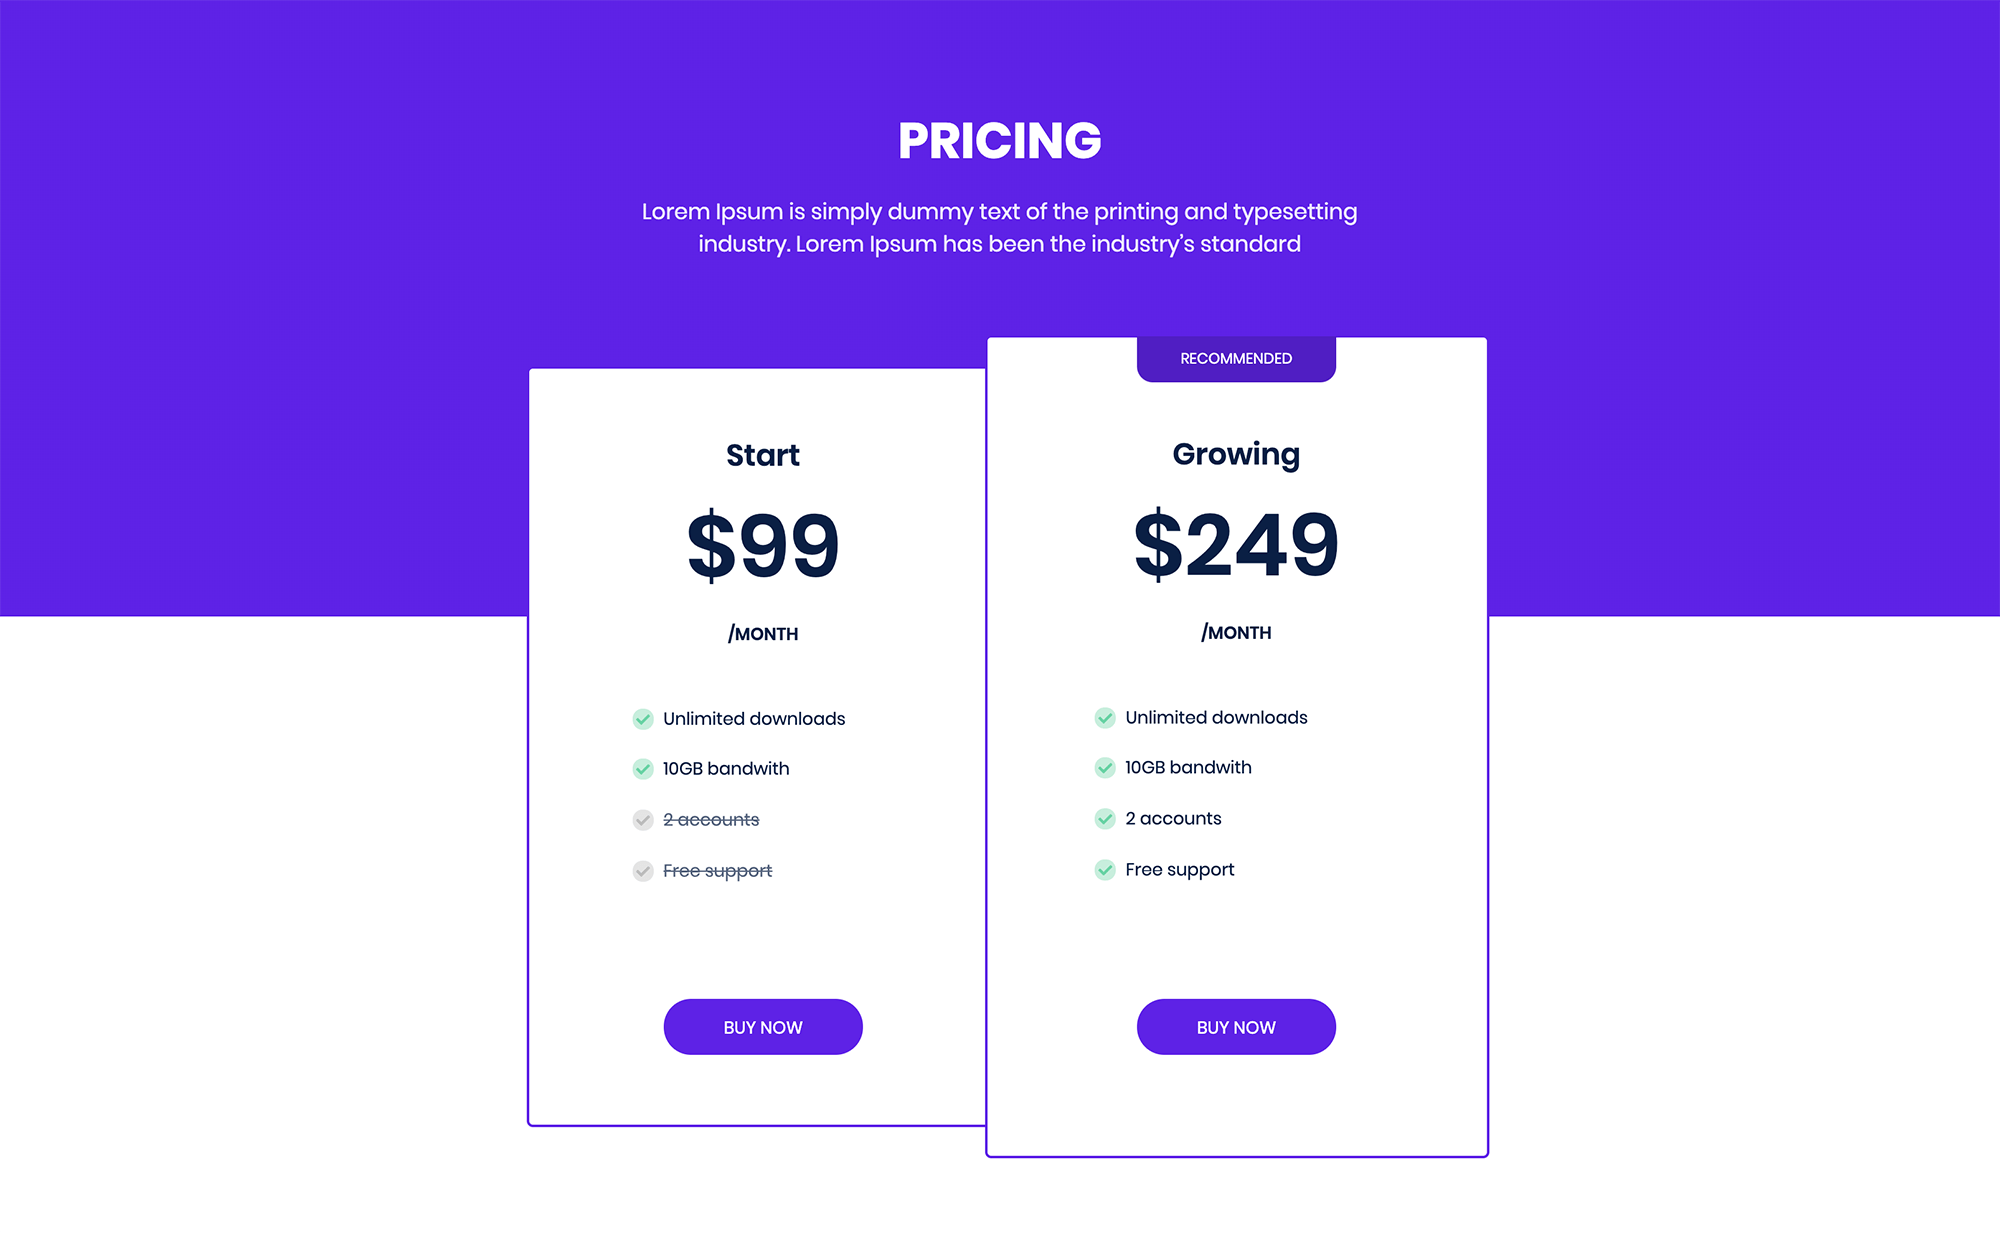 PRICING
Lorem Ipsum is simply dummy text of the printing and typesetting
industry. Lorem Ipsum has been the industry’s standard
Start
$99
/MONTH
Unlimited downloads
10GB bandwith
2 accounts
Free support
BUY NOW
RECOMMENDED
Growing
$249
/MONTH
Unlimited downloads
10GB bandwith
2 accounts
Free support
BUY NOW